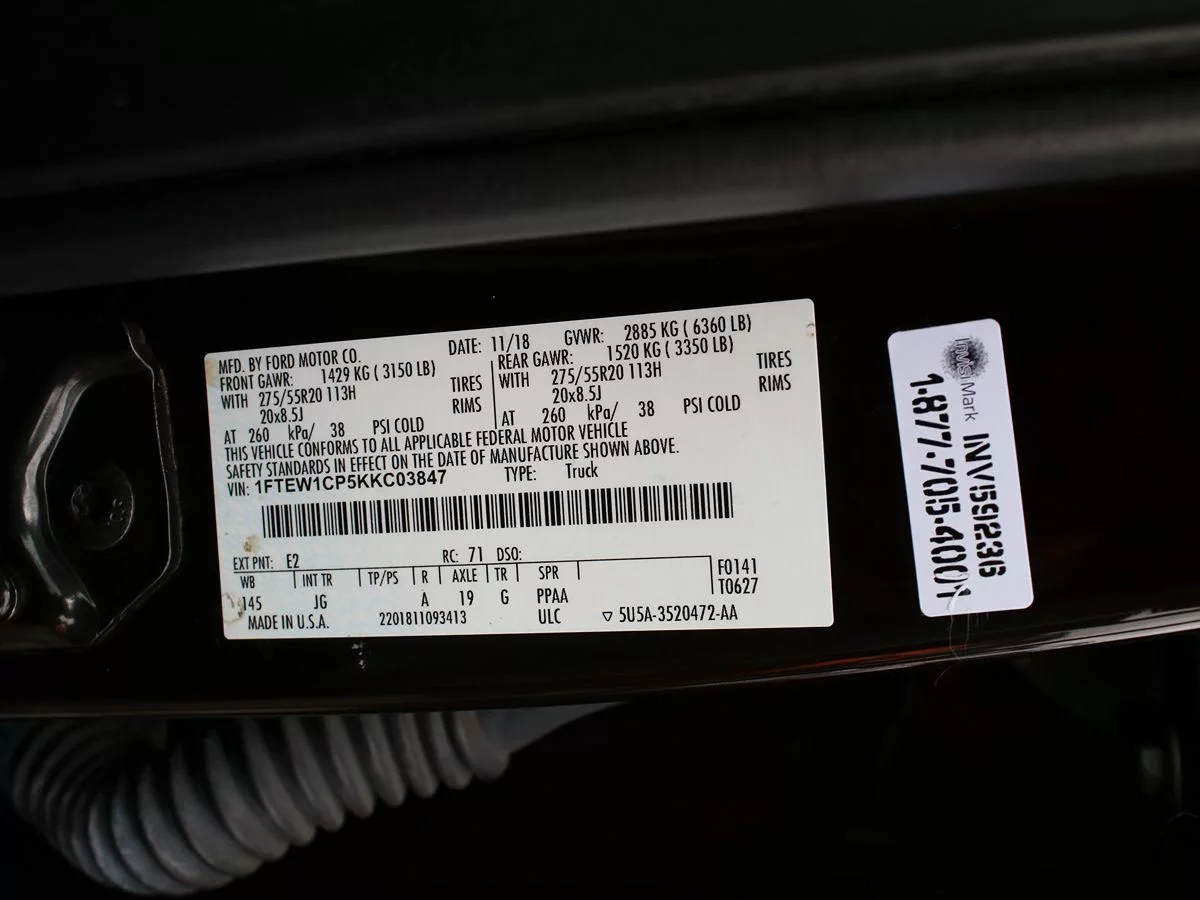 MFD. BY FORD MOTOR CO.
DATE: 11/18 GVWR: 2885 KG ( 6360 LB)
FRONT GAWR: 1429 KG ( 3150 LB)
REAR GAWR: 1520 KG ( 3350 LB)
WITH 275/55R20 113H TIRES
WITH 275/55R20 113H TIRES
20x8.5J RIMS
20x8.5J RIMS
AT 260 kPa/ 38 PSI COLD
AT 260 kPa/ 38 PSI COLD
THIS VEHICLE CONFORMS TO ALL APPLICABLE FEDERAL MOTOR VEHICLE
SAFETY STANDARDS IN EFFECT ON THE DATE OF MANUFACTURE SHOWN ABOVE.
VIN: 1FTEW1CP5KKC03847 TYPE: Truck
EXT PNT: E2 RC: 71 DSO:
WB INT TR TP/PS R AXLE TR SPR F0141
145 JG A 19 G PPAA T0627
MADE IN U.S.A. 2201811093413 ULC ▽ 5U5A-3520472-AA
InvisiMark
INV59236
1-877-705-4001